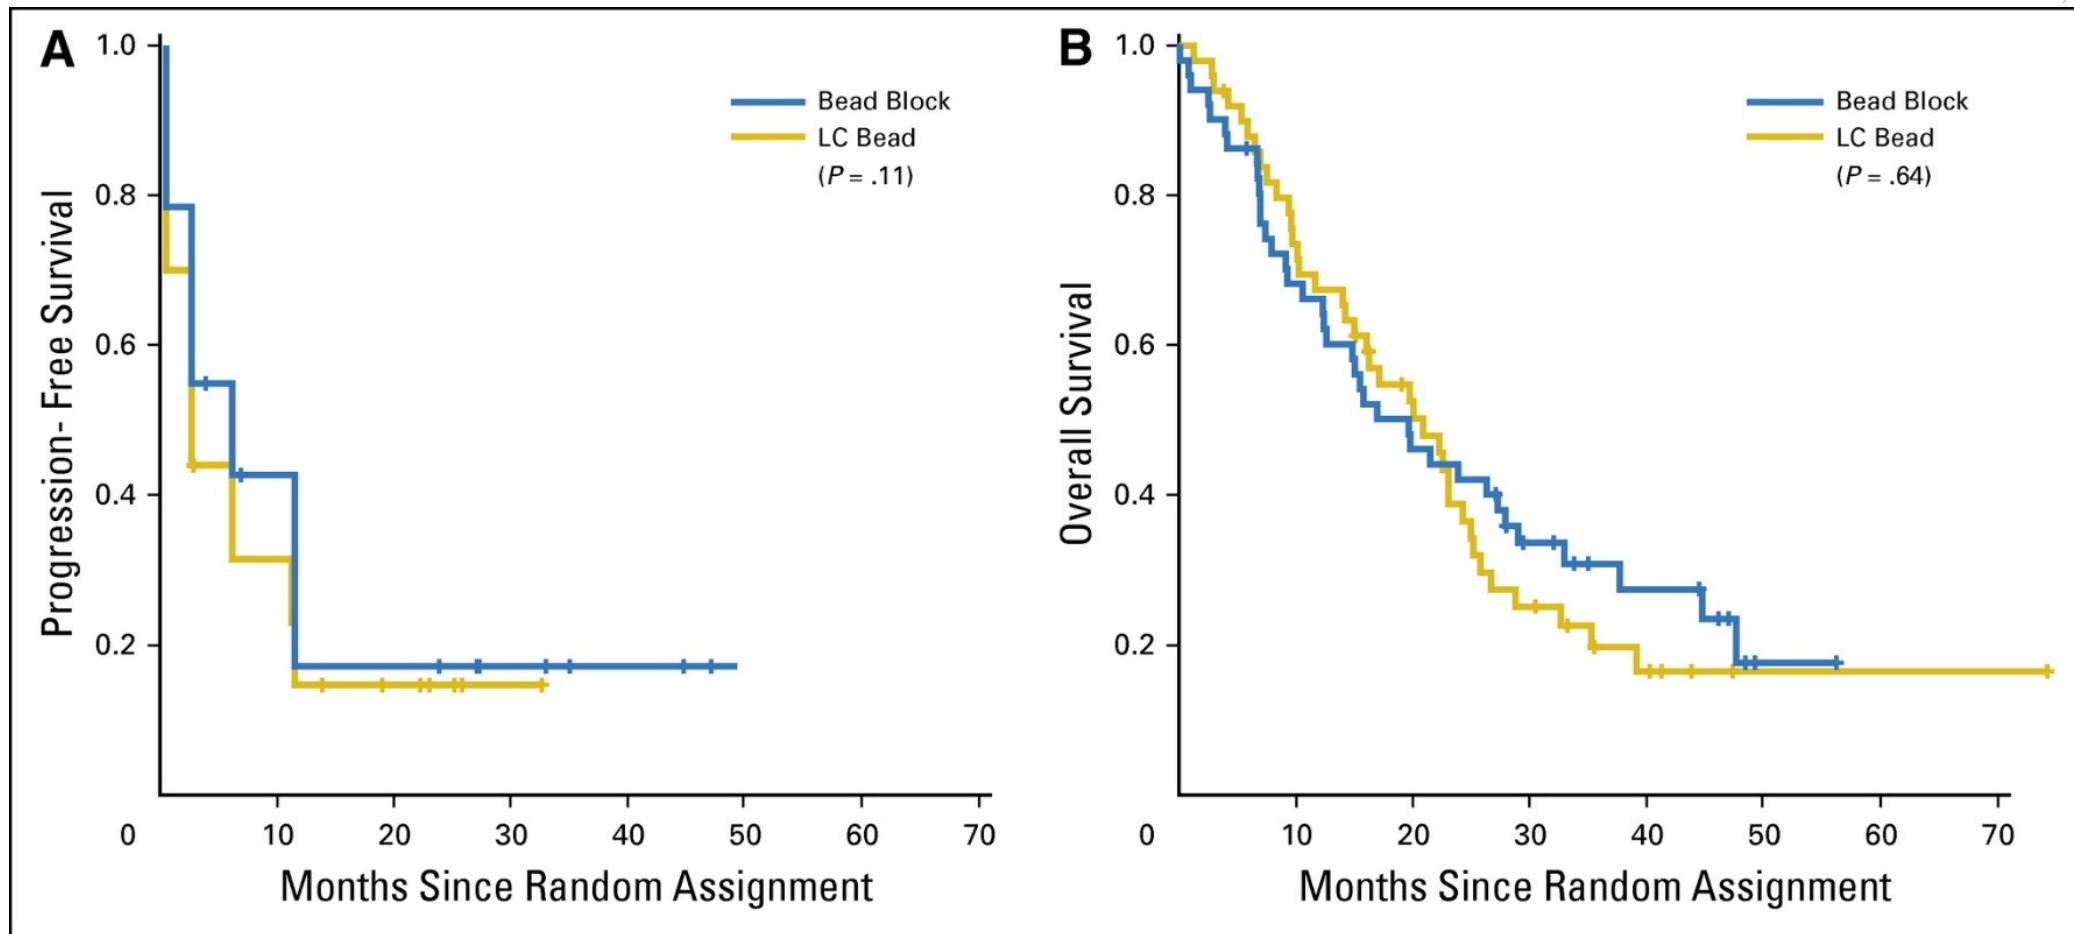 A
1.0
0.8
0.6
0.4
0.2
0
Progression- Free Survival
Bead Block
LC Bead
(P = .11)
10 20 30 40 50 60 70
Months Since Random Assignment
B
1.0
0.8
0.6
0.4
0.2
0
Overall Survival
Bead Block
LC Bead
(P = .64)
10 20 30 40 50 60 70
Months Since Random Assignment